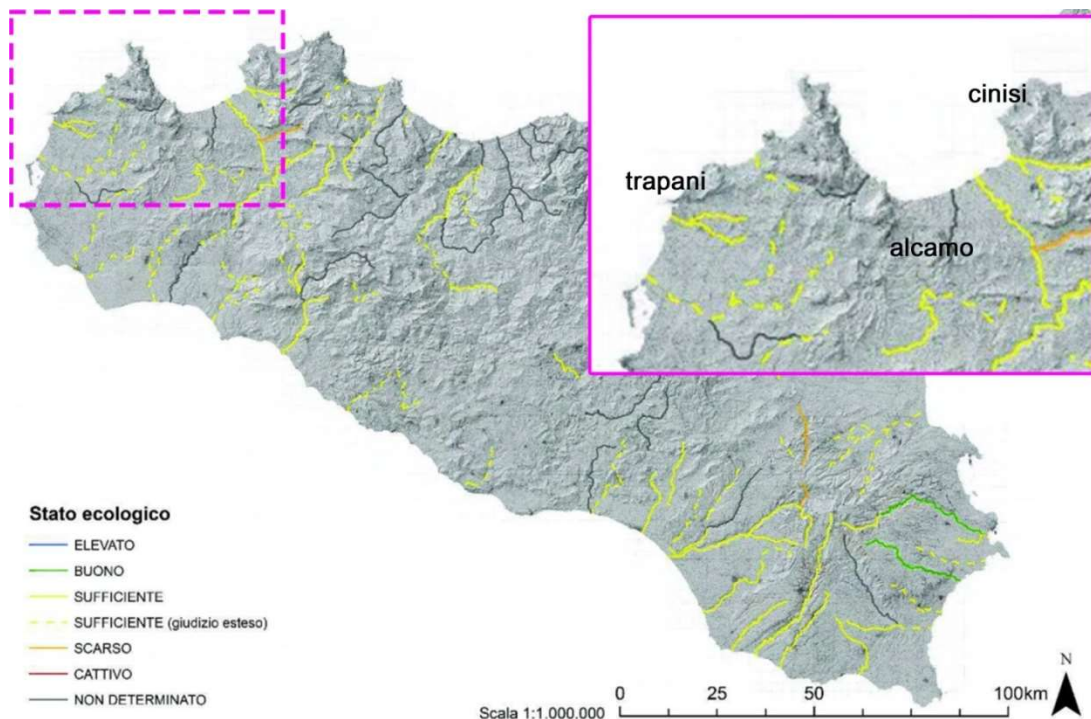 cinisi
trapani
alcamo
Stato ecologico
ELEVATO
BUONO
SUFFICIENTE
SUFFICIENTE (giudizio esteso)
SCARSO
CATTIVO
NON DETERMINATO
Scala 1:1.000.000
0 25 50 100km
N